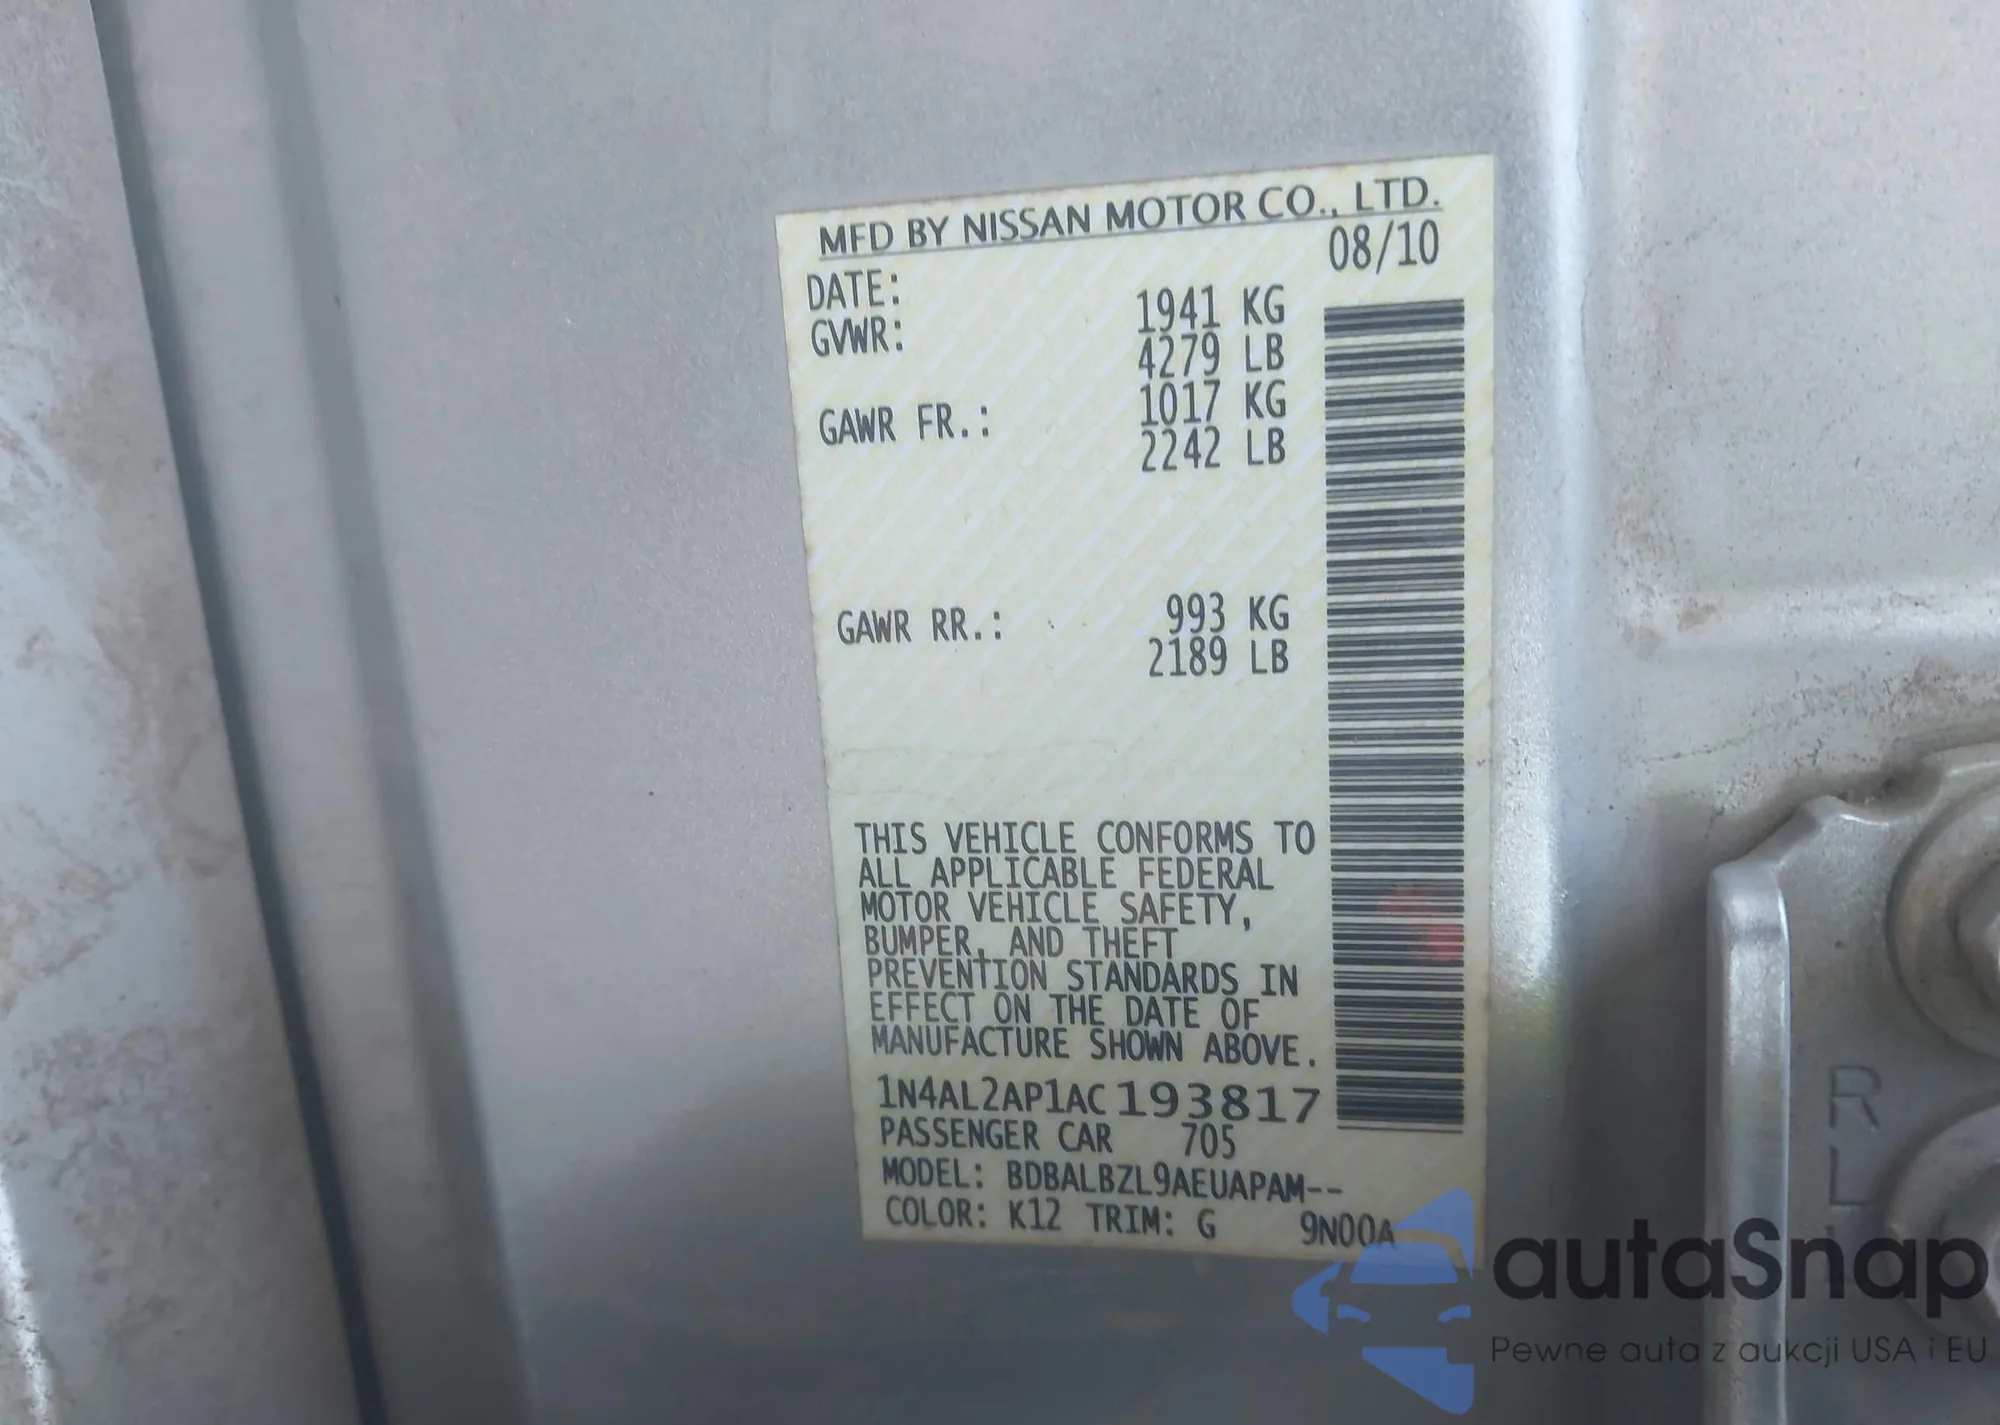 MFD BY NISSAN MOTOR CO., LTD.
DATE: 08/10
GVWR: 1941 KG
4279 LB
GAWR FR.: 1017 KG
2242 LB
GAWR RR.: 993 KG
2189 LB
THIS VEHICLE CONFORMS TO
ALL APPLICABLE FEDERAL
MOTOR VEHICLE SAFETY,
BUMPER, AND THEFT
PREVENTION STANDARDS IN
EFFECT ON THE DATE OF
MANUFACTURE SHOWN ABOVE.
1N4AL2AP1AC193817
PASSENGER CAR 705
MODEL: BDBALBZL9AEUAPAM--
COLOR: K12 TRIM: G 9N00A
R
L
autoSnap
Pewne auta z aukcji USA i EU